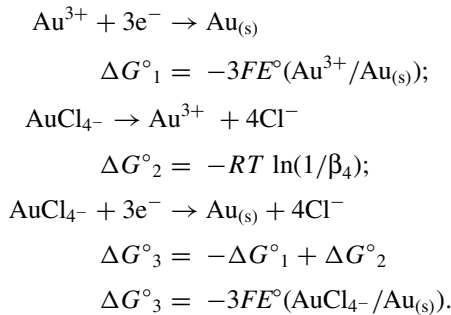 Au³⁺ + 3e⁻ → Au₍ₛ₎
ΔG°₁ = −3FE°(Au³⁺/Au₍ₛ₎);
AuCl₄₋ → Au³⁺ + 4Cl⁻
ΔG°₂ = −RT ln(1/β₄);
AuCl₄₋ + 3e⁻ → Au₍ₛ₎ + 4Cl⁻
ΔG°₃ = −ΔG°₁ + ΔG°₂
ΔG°₃ = −3FE°(AuCl₄₋/Au₍ₛ₎).